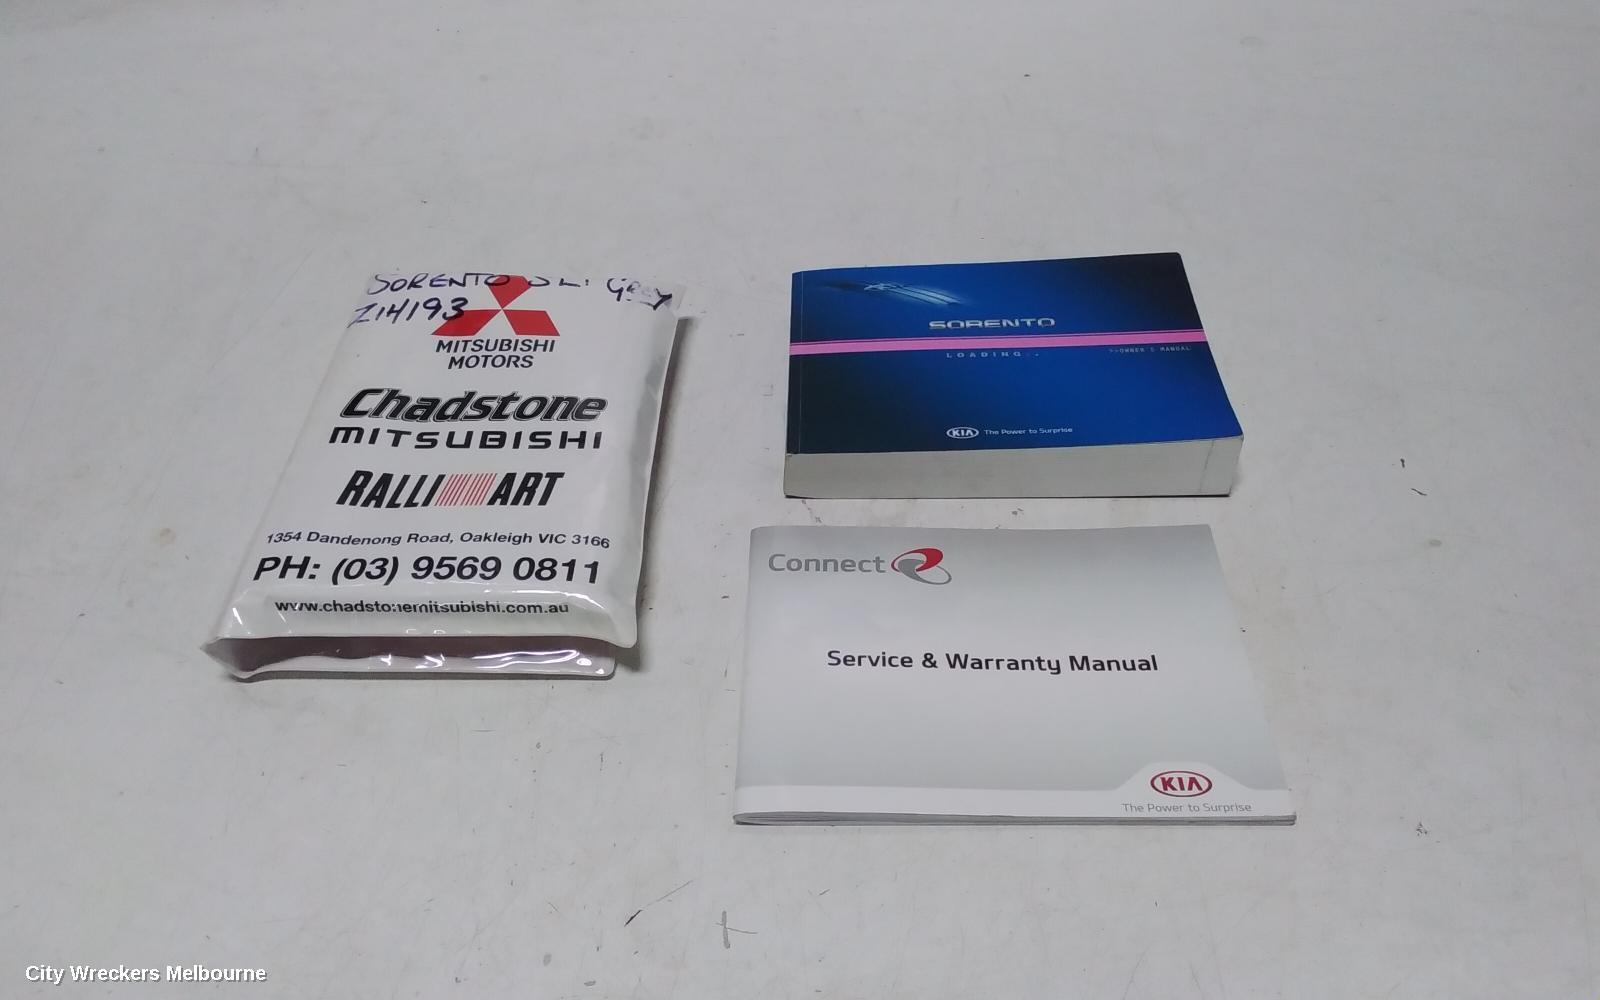 SORENTO SLi Grey
Z14193
MITSUBISHI
MOTORS
Chadstone
MITSUBISHI
RALLI ART
1354 Dandenong Road, Oakleigh VIC 3166
PH: (03) 9569 0811
www.chadstonemitsubishi.com.au
SORENTO
LOADING..
>>OWNER'S MANUAL
KIA The Power to Surprise
Connect
Service & Warranty Manual
KIA
The Power to Surprise
City Wreckers Melbourne